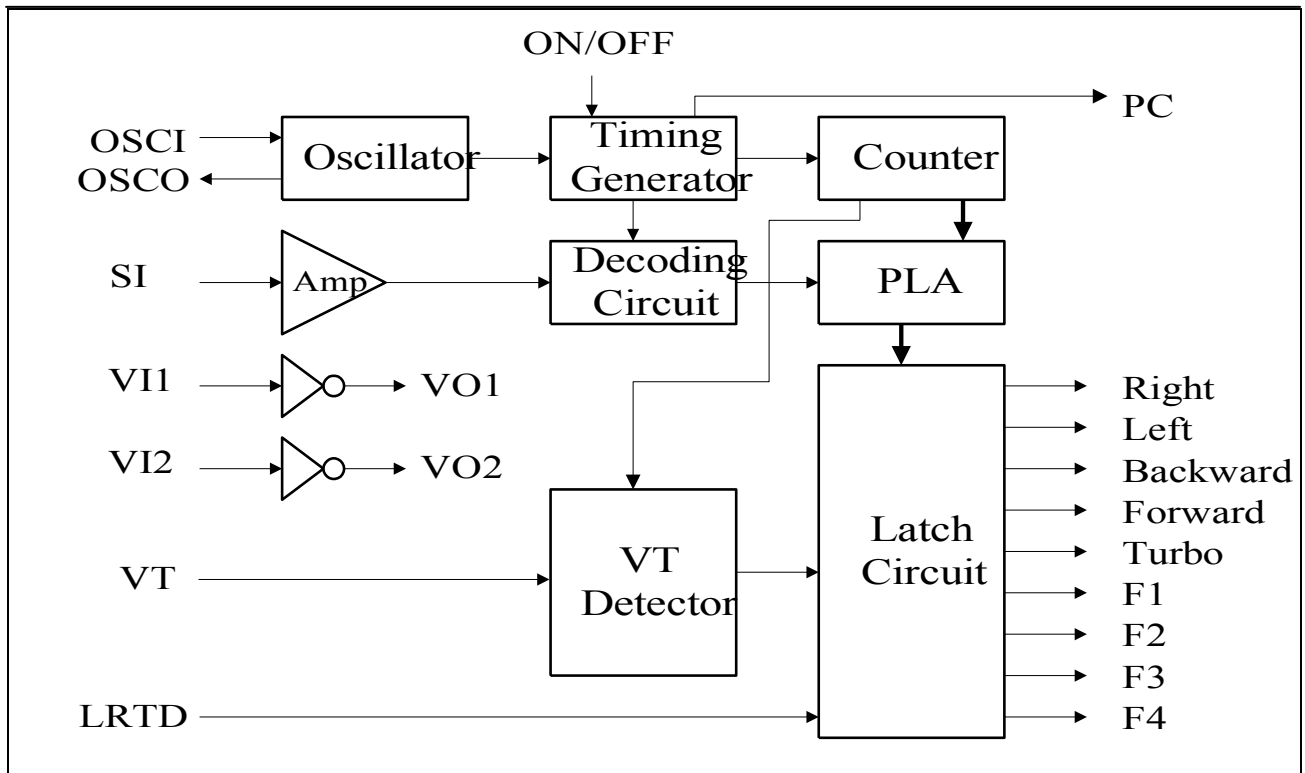 ON/OFF
PC
OSCI
OSCO
Oscillator
Timing
Generator
Counter
SI
Amp
Decoding
Circuit
PLA
VI1
VO1
VI2
VO2
VT
VT
Detector
LRTD
Latch
Circuit
Right
Left
Backward
Forward
Turbo
F1
F2
F3
F4